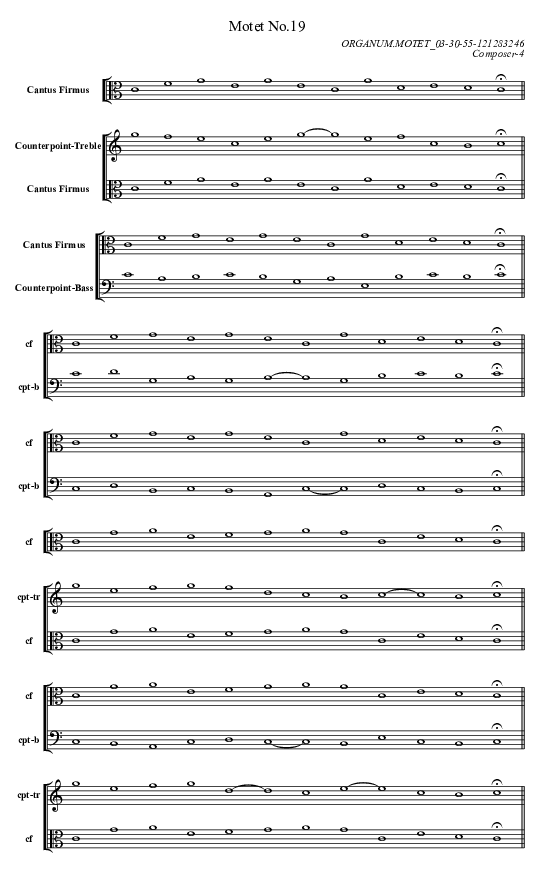 Motet No.19
ORGANUM.MOTET_03-30-55-121283246
Composer-4
Cantus Firmus
Counterpoint-Treble
Cantus Firmus
Cantus Firmus
Counterpoint-Bass
cf
cpt-b
cf
cpt-b
cf
cpt-tr
cf
cf
cpt-b
cpt-tr
cf